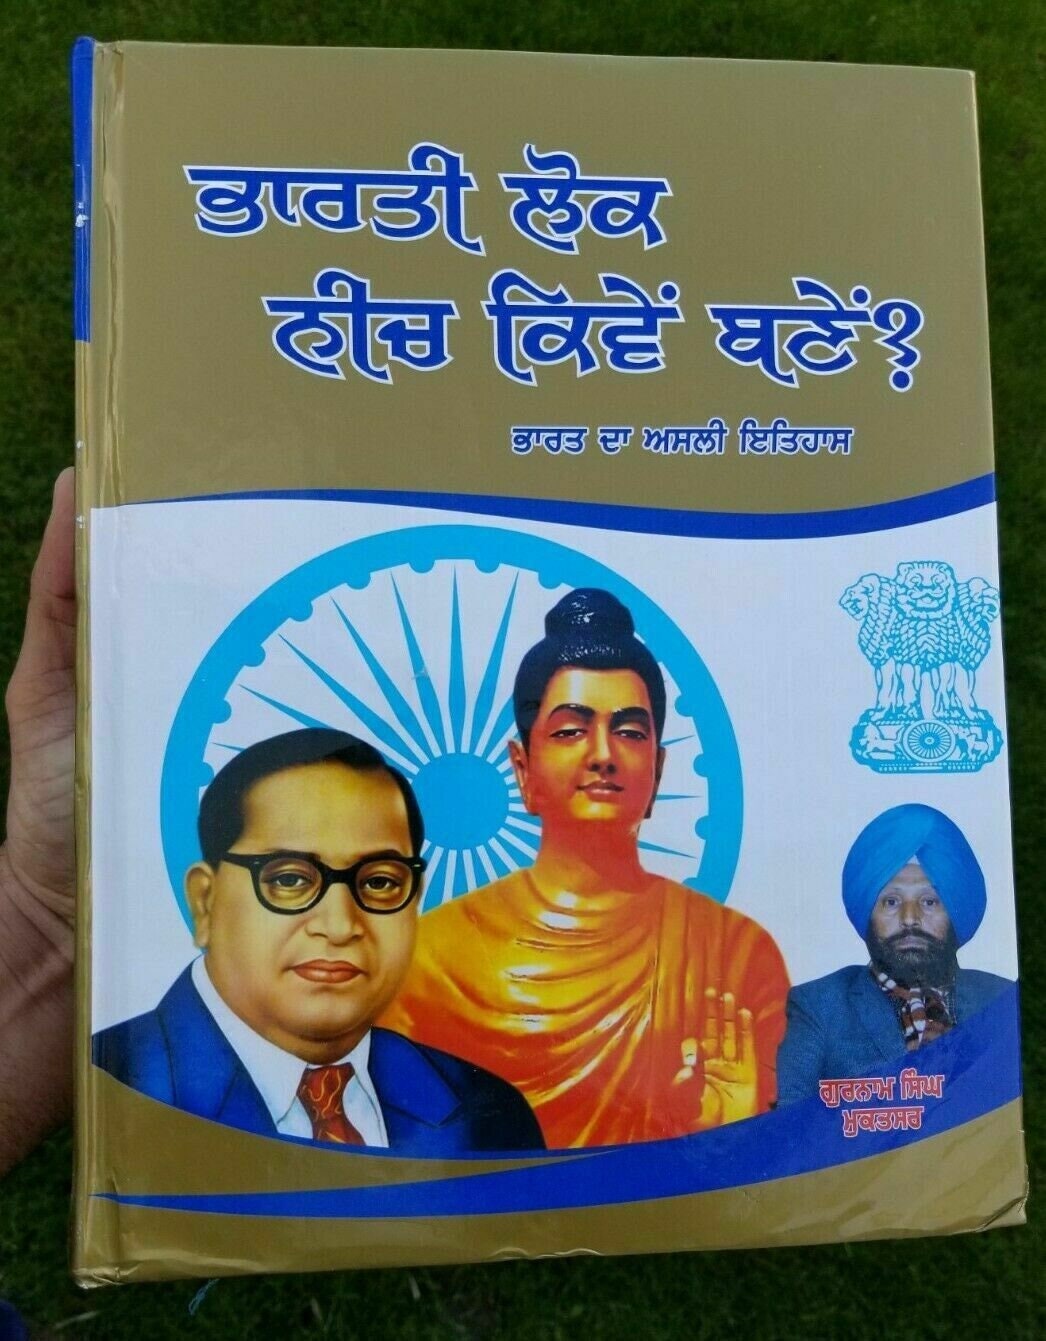 ਭਾਰਤੀ ਲੋਕ
ਨੀਚ ਕਿਵੇਂ ਬਣੇਂ?
ਭਾਰਤ ਦਾ ਅਸਲੀ ਇਤਿਹਾਸ
ਗੁਰਨਾਮ ਸਿੰਘ
ਮੁਕਤਸਰ